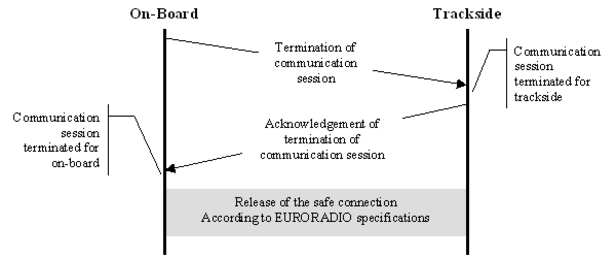 On-Board
Trackside
Termination of
communication
session
Communication
session
terminated for
trackside
Communication
session
terminated for
on-board
Acknowledgement of
termination of
communication session
Release of the safe connection
According to EURORADIO specifications